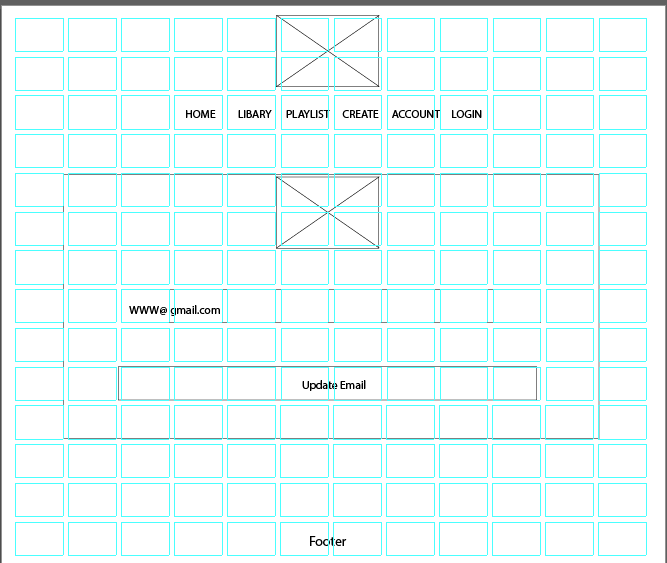 HOME LIBARY PLAYLIST CREATE ACCOUNT LOGIN
WWW@gmail.com
Update Email
Footer